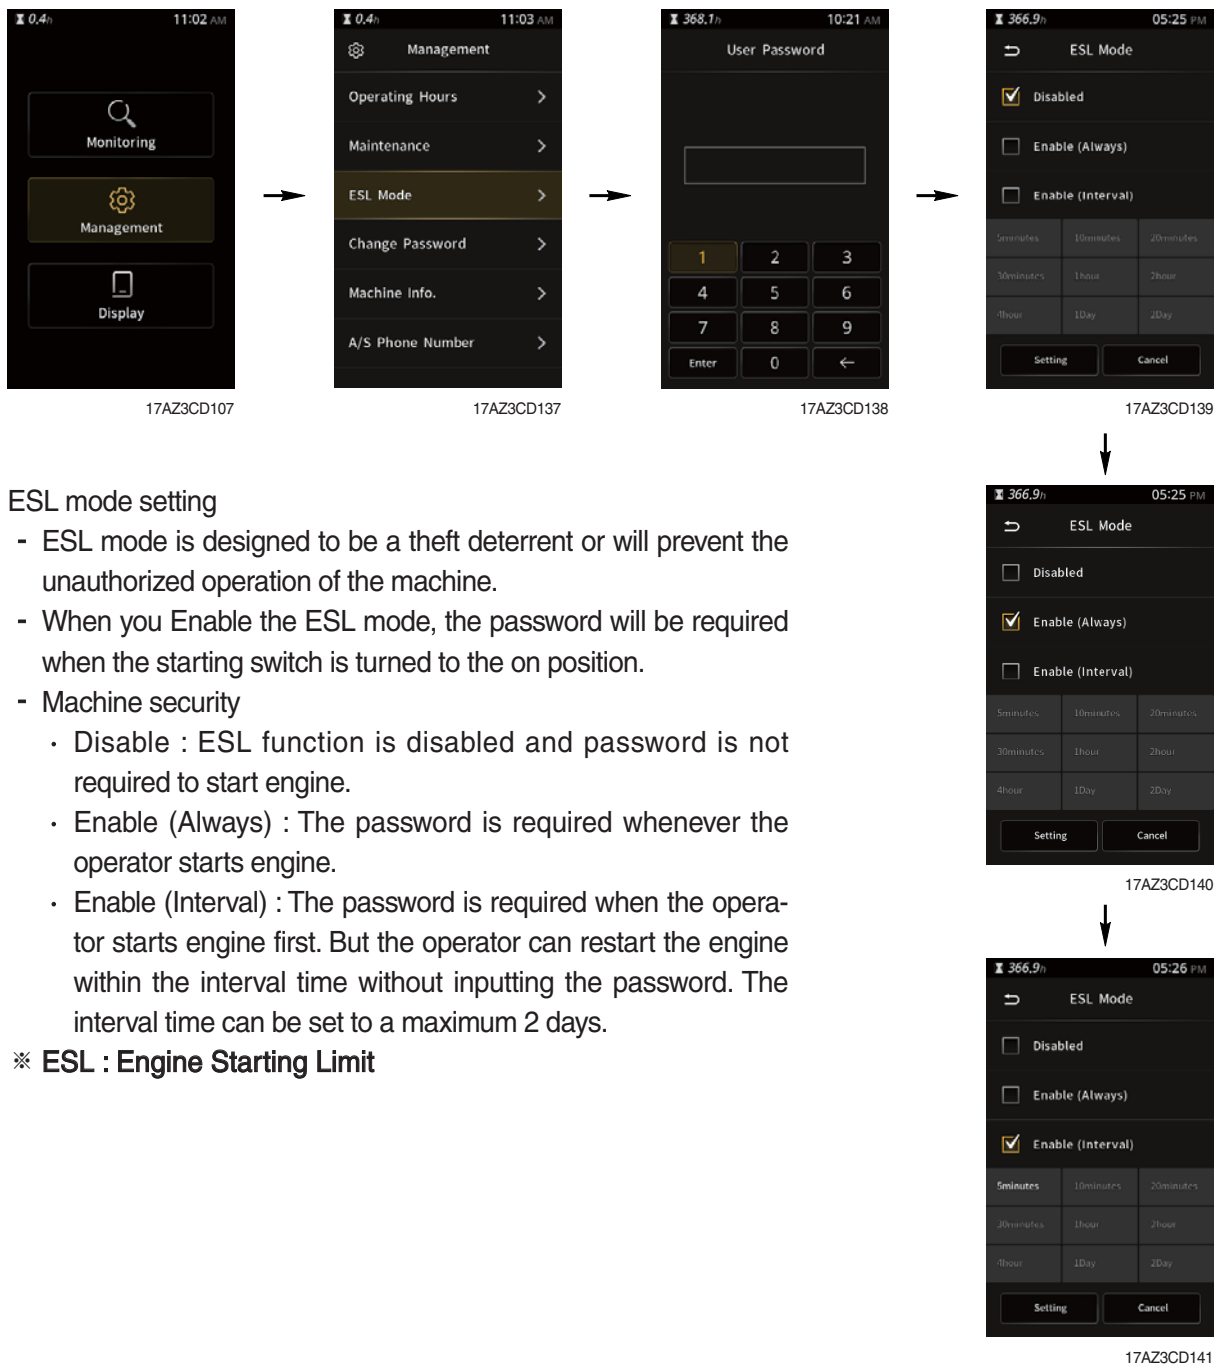 0.4h 11:02 AM
Monitoring
Management
Display
17AZ3CD107
0.4h 11:03 AM
Management
Operating Hours
Maintenance
ESL Mode
Change Password
Machine Info.
A/S Phone Number
17AZ3CD137
368.1h 10:21 AM
User Password
1 2 3
4 5 6
7 8 9
Enter 0 ←
17AZ3CD138
366.9h 05:25 PM
ESL Mode
Disabled
Enable (Always)
Enable (Interval)
5minutes 10minutes 20minutes
30minutes 1hour 2hour
4hour 1Day 2Day
Setting Cancel
17AZ3CD139
ESL mode setting
- ESL mode is designed to be a theft deterrent or will prevent the
unauthorized operation of the machine.
- When you Enable the ESL mode, the password will be required
when the starting switch is turned to the on position.
- Machine security
· Disable : ESL function is disabled and password is not
required to start engine.
· Enable (Always) : The password is required whenever the
operator starts engine.
· Enable (Interval) : The password is required when the opera-
tor starts engine first. But the operator can restart the engine
within the interval time without inputting the password. The
interval time can be set to a maximum 2 days.
※ ESL : Engine Starting Limit
366.9h 05:25 PM
ESL Mode
Disabled
Enable (Always)
Enable (Interval)
5minutes 10minutes 20minutes
30minutes 1hour 2hour
4hour 1Day 2Day
Setting Cancel
17AZ3CD140
366.9h 05:26 PM
ESL Mode
Disabled
Enable (Always)
Enable (Interval)
5minutes 10minutes 20minutes
30minutes 1hour 2hour
4hour 1Day 2Day
Setting Cancel
17AZ3CD141